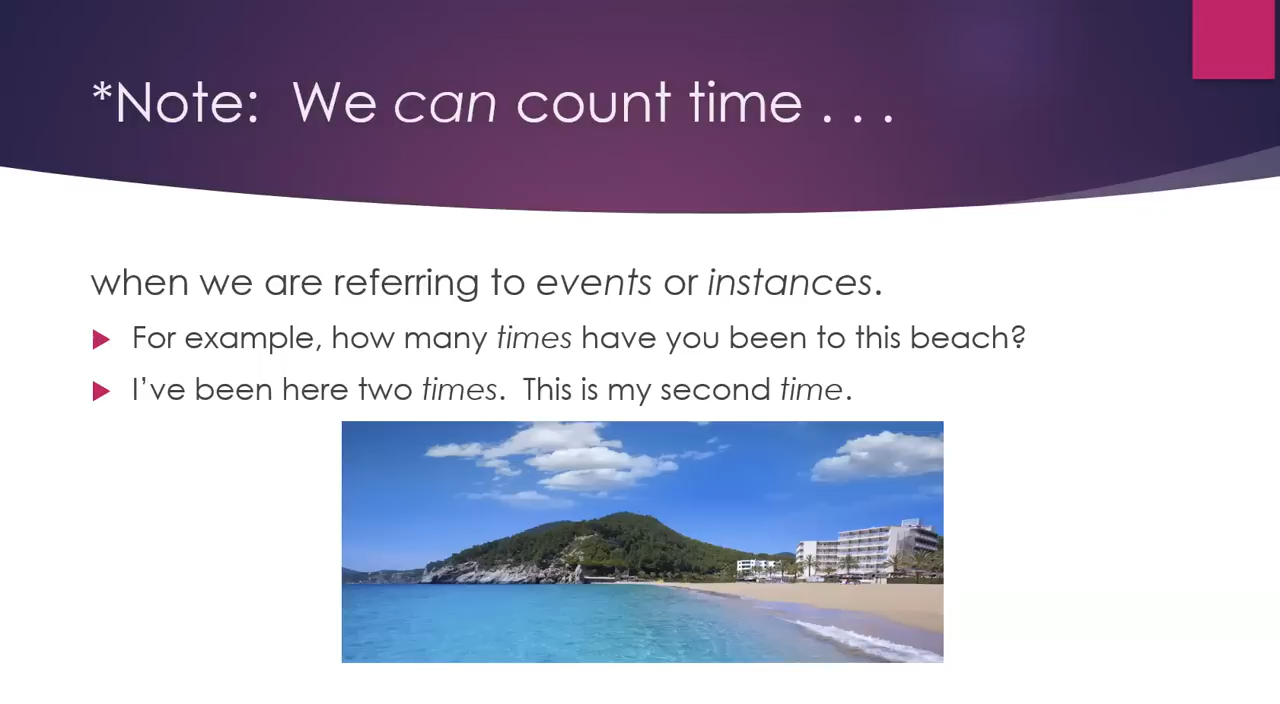 *Note:  We can count time . . .
when we are referring to events or instances.
For example, how many times have you been to this beach?
I’ve been here two times.  This is my second time.